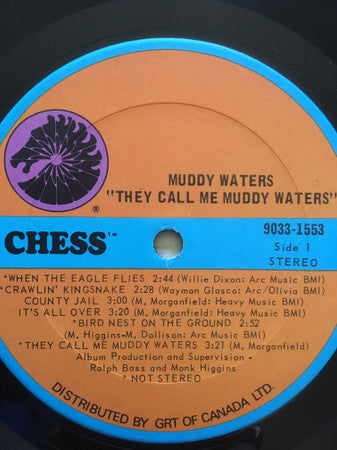 MUDDY WATERS
"THEY CALL ME MUDDY WATERS"
®
CHESS™
9033-1553
Side 1
STEREO
*WHEN THE EAGLE FLIES 2:44 (Willie Dixon: Arc Music BMI)
*CRAWLIN' KINGSNAKE 2:28 (Waymon Glasco: Arc/Olivia BMI)
COUNTY JAIL 3:00 (M. Morganfield: Heavy Music BMI)
IT'S ALL OVER 3:20 (M. Morganfield: Heavy Music BMI)
*BIRD NEST ON THE GROUND 2:52
(M. Higgins-M. Dollison: Arc Music BMI)
*THEY CALL ME MUDDY WATERS 3:21 (M. Morganfield)
Album Production and Supervision -
Ralph Bass and Monk Higgins
*NOT STEREO
DISTRIBUTED BY GRT OF CANADA LTD.